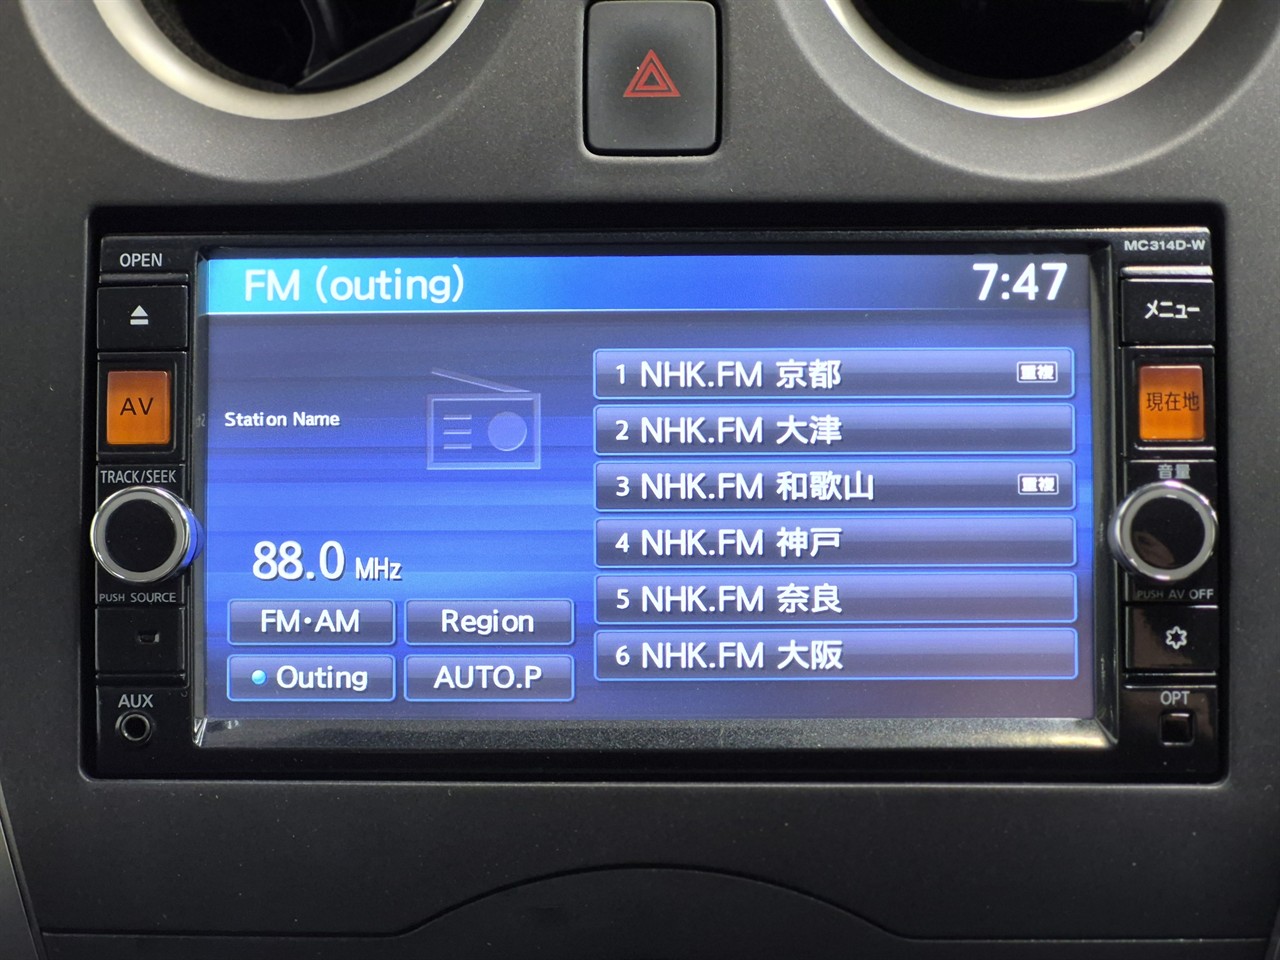 OPEN
MC314D-W
FM (outing)
7:47
メニュー
AV
現在地
Station Name
TRACK/SEEK
音量
1 NHK.FM 京都 重複
2 NHK.FM 大津
3 NHK.FM 和歌山 重複
4 NHK.FM 神戸
5 NHK.FM 奈良
6 NHK.FM 大阪
88.0 MHz
PUSH SOURCE
PUSH AV OFF
FM･AM
Region
Outing
AUTO.P
AUX
OPT